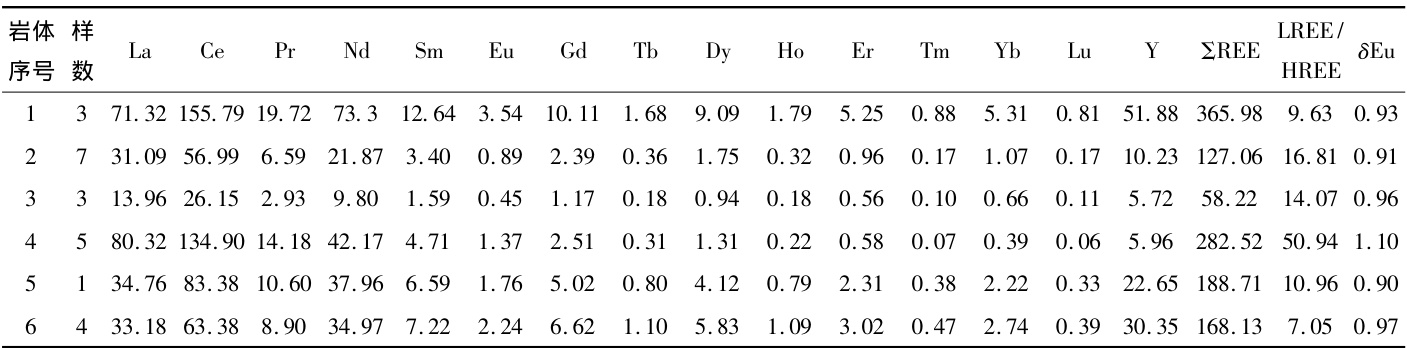 岩体序号 样数 La Ce Pr Nd Sm Eu Gd Tb Dy Ho Er Tm Yb Lu Y ΣREE LREE/HREE δEu
1 3 71.32 155.79 19.72 73.3 12.64 3.54 10.11 1.68 9.09 1.79 5.25 0.88 5.31 0.81 51.88 365.98 9.63 0.93
2 7 31.09 56.99 6.59 21.87 3.40 0.89 2.39 0.36 1.75 0.32 0.96 0.17 1.07 0.17 10.23 127.06 16.81 0.91
3 3 13.96 26.15 2.93 9.80 1.59 0.45 1.17 0.18 0.94 0.18 0.56 0.10 0.66 0.11 5.72 58.22 14.07 0.96
4 5 80.32 134.90 14.18 42.17 4.71 1.37 2.51 0.31 1.31 0.22 0.58 0.07 0.39 0.06 5.96 282.52 50.94 1.10
5 1 34.76 83.38 10.60 37.96 6.59 1.76 5.02 0.80 4.12 0.79 2.31 0.38 2.22 0.33 22.65 188.71 10.96 0.90
6 4 33.18 63.38 8.90 34.97 7.22 2.24 6.62 1.10 5.83 1.09 3.02 0.47 2.74 0.39 30.35 168.13 7.05 0.97